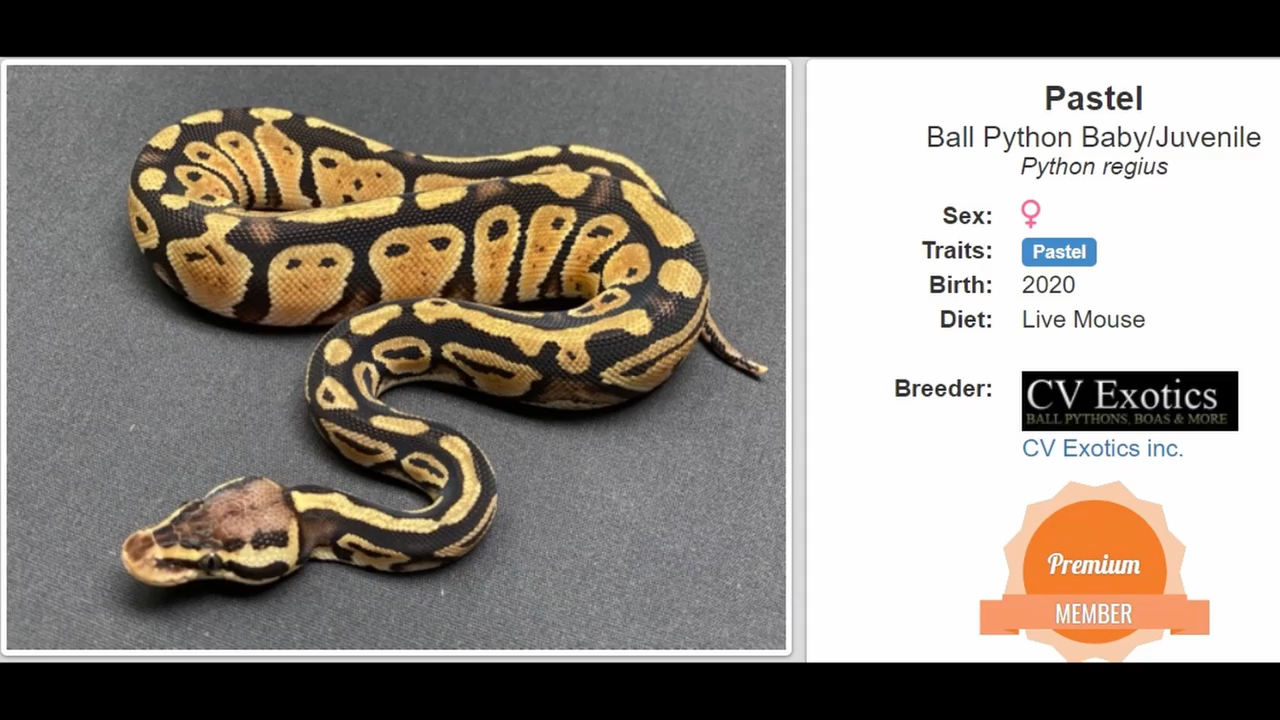 Pastel
Ball Python Baby/Juvenile
Python regius
Sex: ♀
Traits: Pastel
Birth: 2020
Diet: Live Mouse
Breeder:
CV Exotics
BALL PYTHONS, BOAS & MORE
CV Exotics inc.
Premium
MEMBER